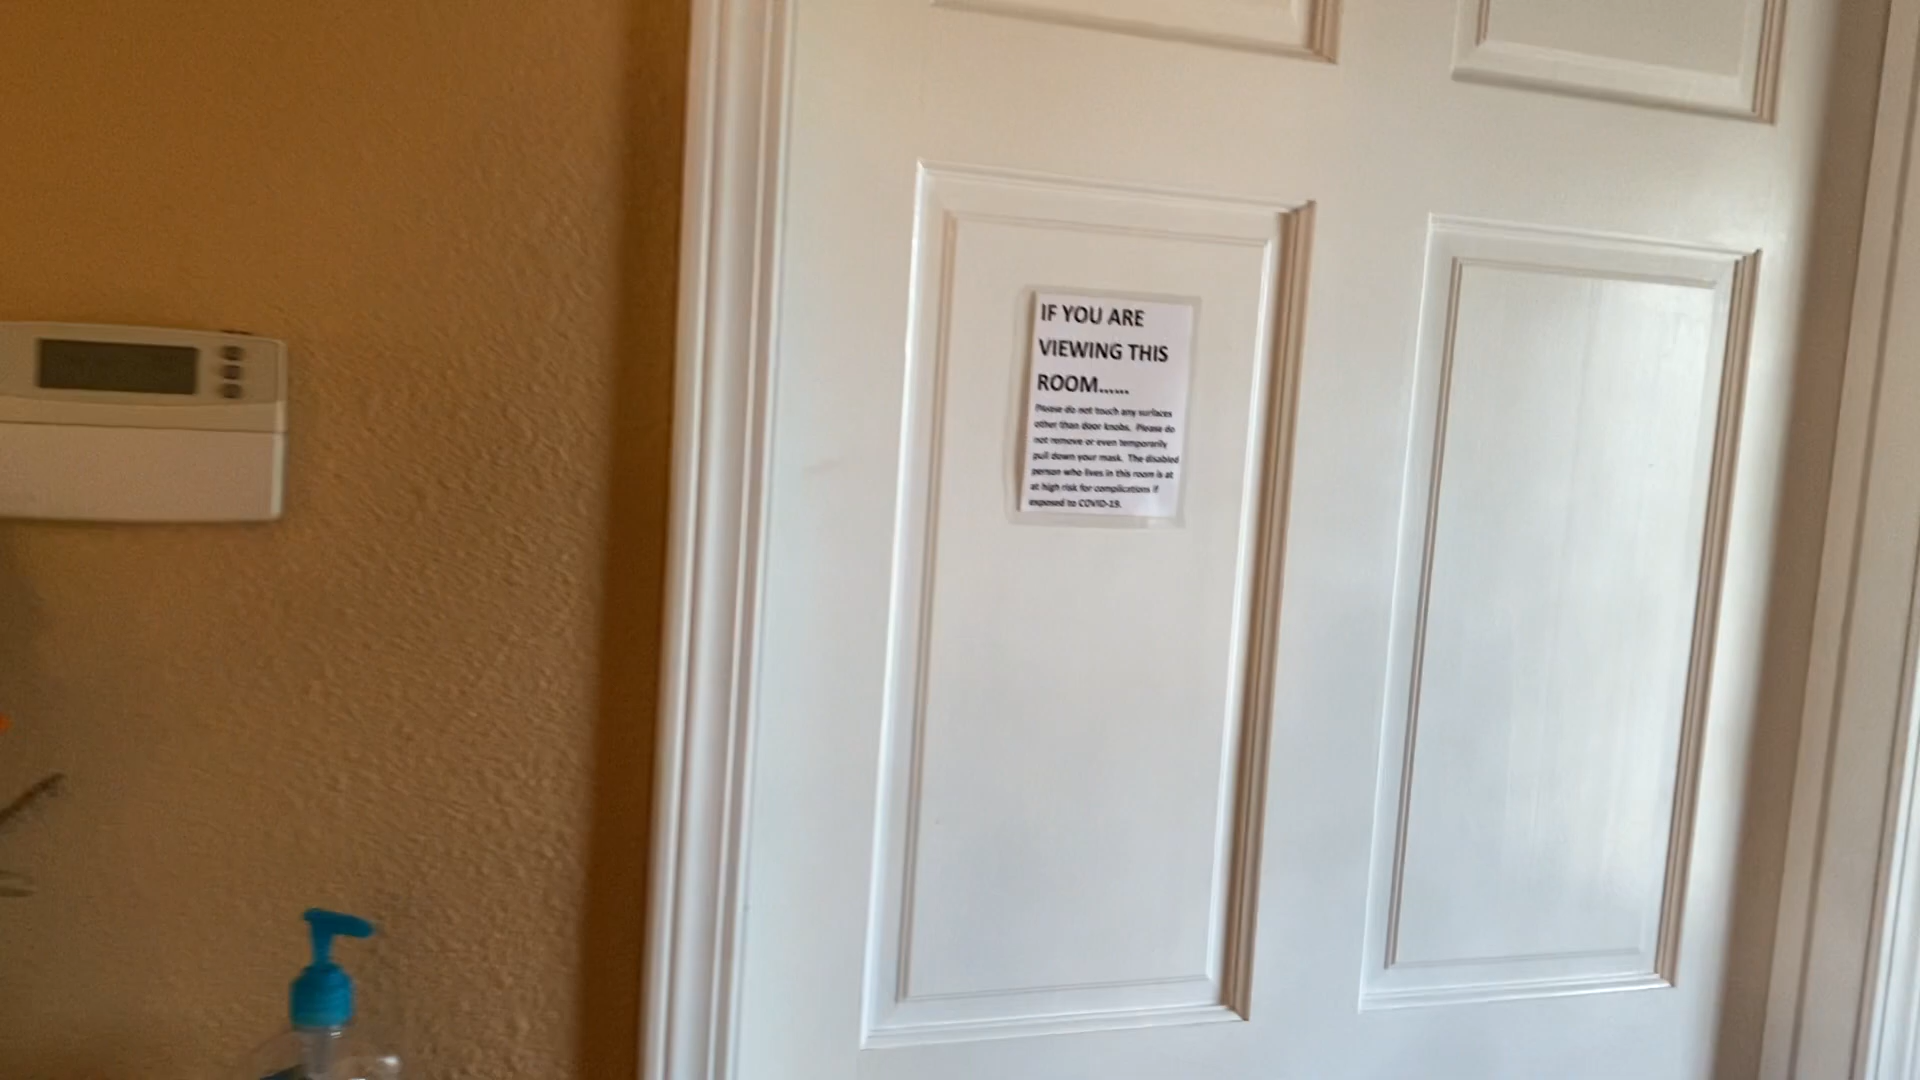 IF YOU ARE
VIEWING THIS
ROOM......
Please do not touch any surfaces
other than door knobs. Please do
not remove or even temporarily
pull down your mask. The disabled
person who lives in this room is at
at high risk for complications if
exposed to COVID-19.